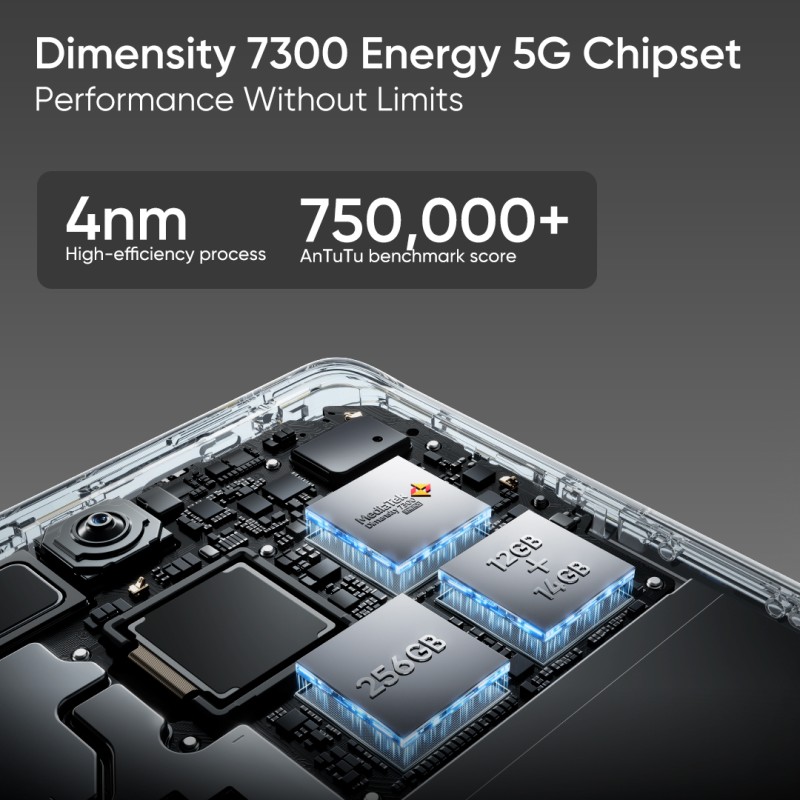 Dimensity 7300 Energy 5G Chipset
Performance Without Limits
4nm
High-efficiency process
750,000+
AnTuTu benchmark score
MediaTek
Dimensity 7300
12GB
+
14GB
256GB